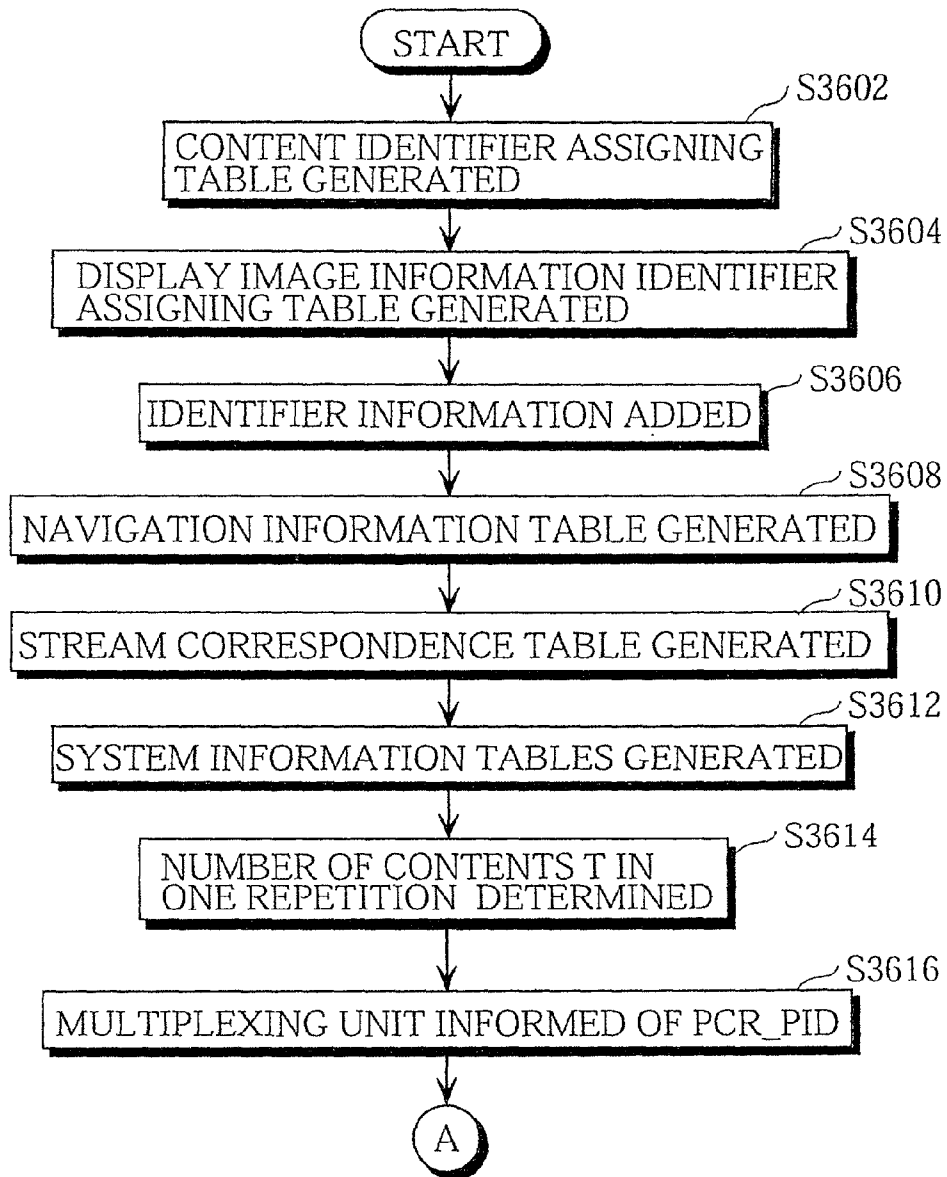 START
S3602
CONTENT IDENTIFIER ASSIGNING
TABLE GENERATED
S3604
DISPLAY IMAGE INFORMATION IDENTIFIER
ASSIGNING TABLE GENERATED
S3606
IDENTIFIER INFORMATION ADDED
S3608
NAVIGATION INFORMATION TABLE GENERATED
S3610
STREAM CORRESPONDENCE TABLE GENERATED
S3612
SYSTEM INFORMATION TABLES GENERATED
S3614
NUMBER OF CONTENTS T IN
ONE REPETITION DETERMINED
S3616
MULTIPLEXING UNIT INFORMED OF PCR_PID
A